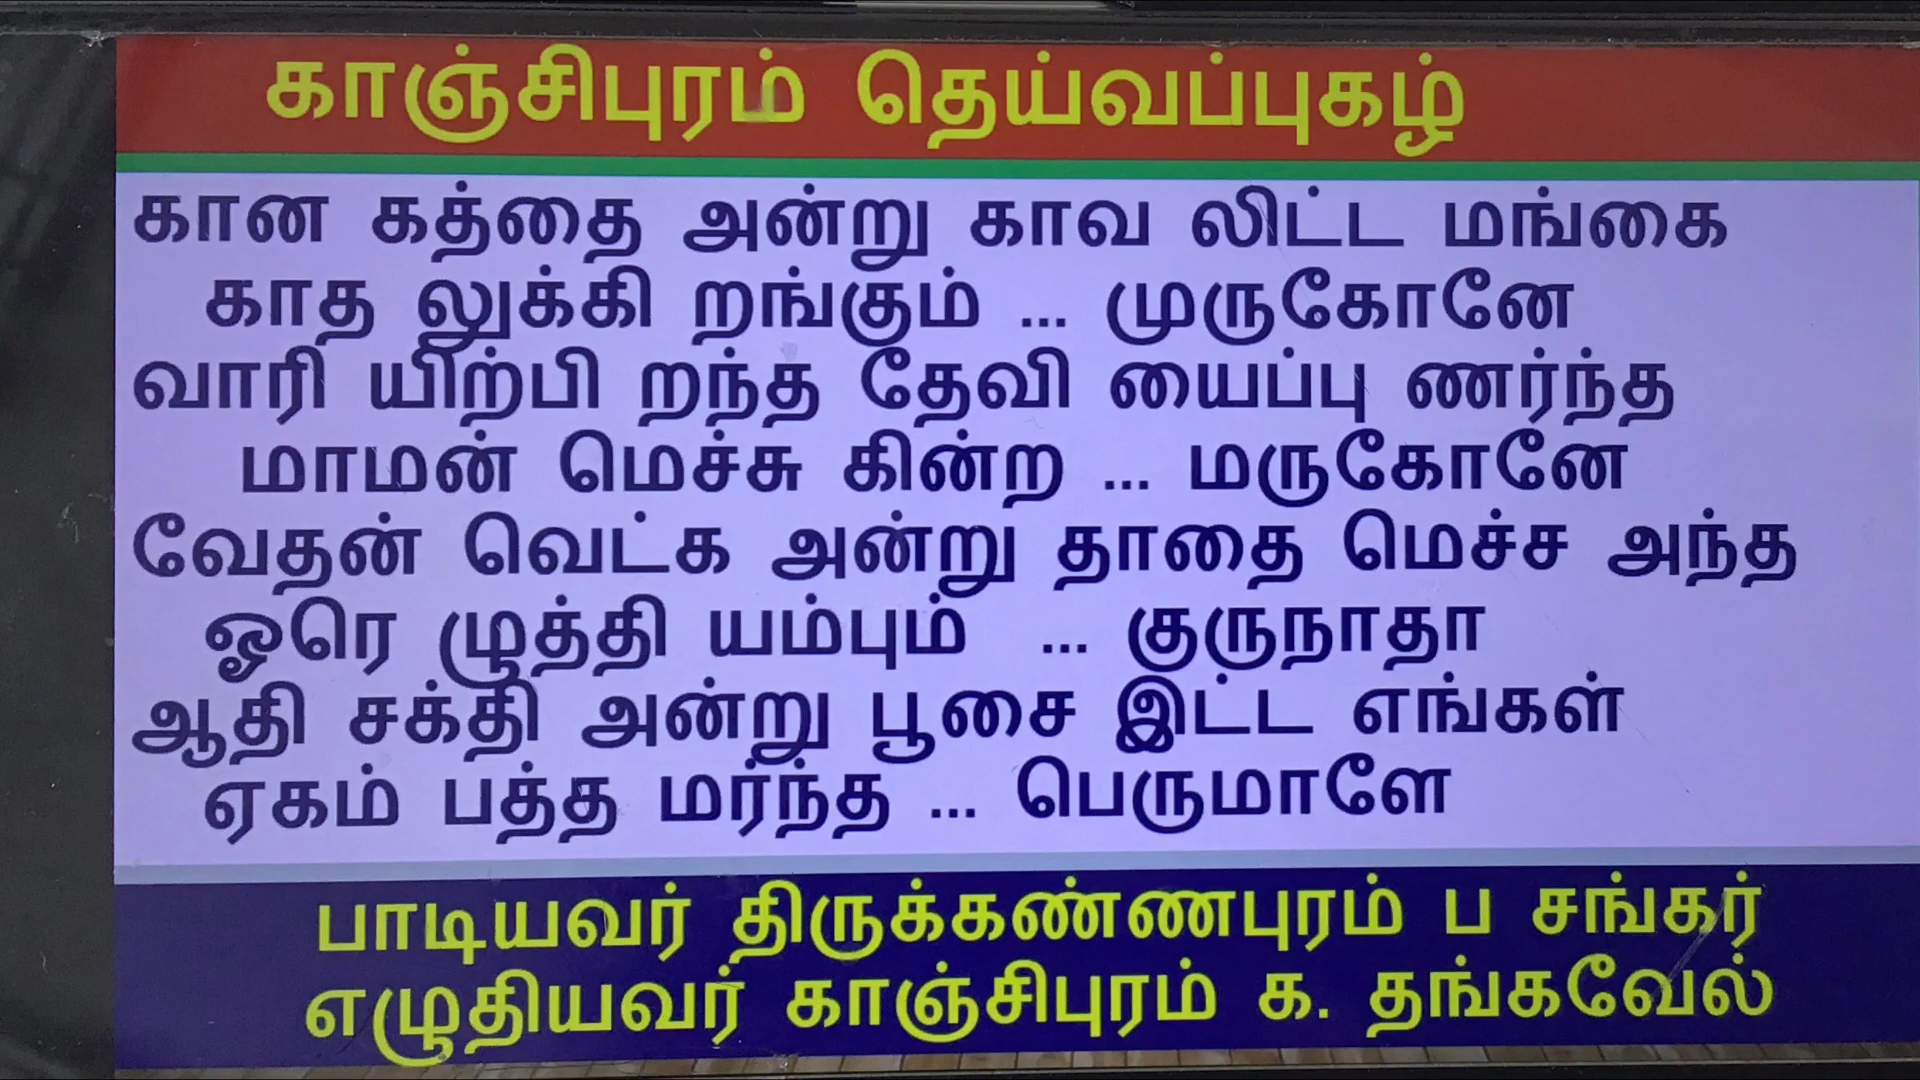 காஞ்சிபுரம் தெய்வப்புகழ்
கான கத்தை அன்று காவ லிட்ட மங்கை
காத லுக்கி றங்கும் ... முருகோனே
வாரி யிற்பி றந்த தேவி யைப்பு ணர்ந்த
மாமன் மெச்சு கின்ற ... மருகோனே
வேதன் வெட்க அன்று தாதை மெச்ச அந்த
ஓரெ ழுத்தி யம்பும் ... குருநாதா
ஆதி சக்தி அன்று பூசை இட்ட எங்கள்
ஏகம் பத்த மர்ந்த ... பெருமாளே
பாடியவர் திருக்கண்ணபுரம் ப சங்கர்
எழுதியவர் காஞ்சிபுரம் க. தங்கவேல்